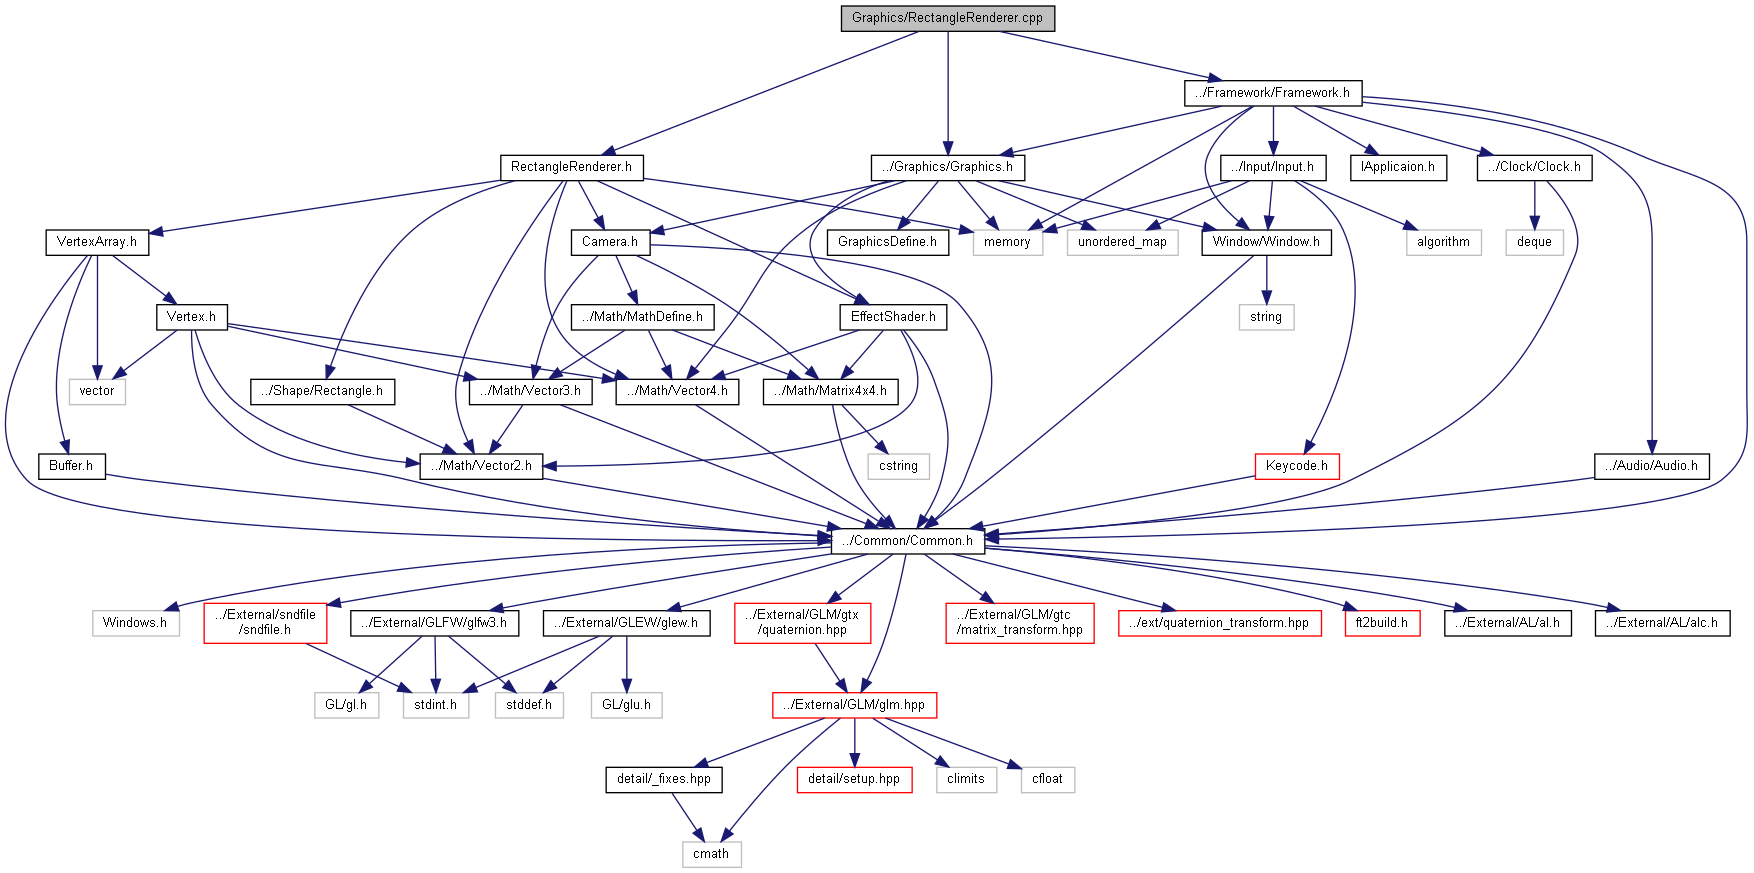 Graphics/RectangleRenderer.cpp
../Framework/Framework.h
RectangleRenderer.h
../Graphics/Graphics.h
../Input/Input.h
IApplicaion.h
../Clock/Clock.h
VertexArray.h
Camera.h
GraphicsDefine.h
memory
unordered_map
Window/Window.h
algorithm
deque
Vertex.h
../Math/MathDefine.h
EffectShader.h
string
vector
../Shape/Rectangle.h
../Math/Vector3.h
../Math/Vector4.h
../Math/Matrix4x4.h
Buffer.h
../Math/Vector2.h
cstring
Keycode.h
../Audio/Audio.h
../Common/Common.h
Windows.h
../External/sndfile
/sndfile.h
../External/GLFW/glfw3.h
../External/GLEW/glew.h
../External/GLM/gtx
/quaternion.hpp
../External/GLM/gtc
/matrix_transform.hpp
../ext/quaternion_transform.hpp
ft2build.h
../External/AL/al.h
../External/AL/alc.h
GL/gl.h
stdint.h
stddef.h
GL/glu.h
../External/GLM/glm.hpp
detail/_fixes.hpp
detail/setup.hpp
climits
cfloat
cmath